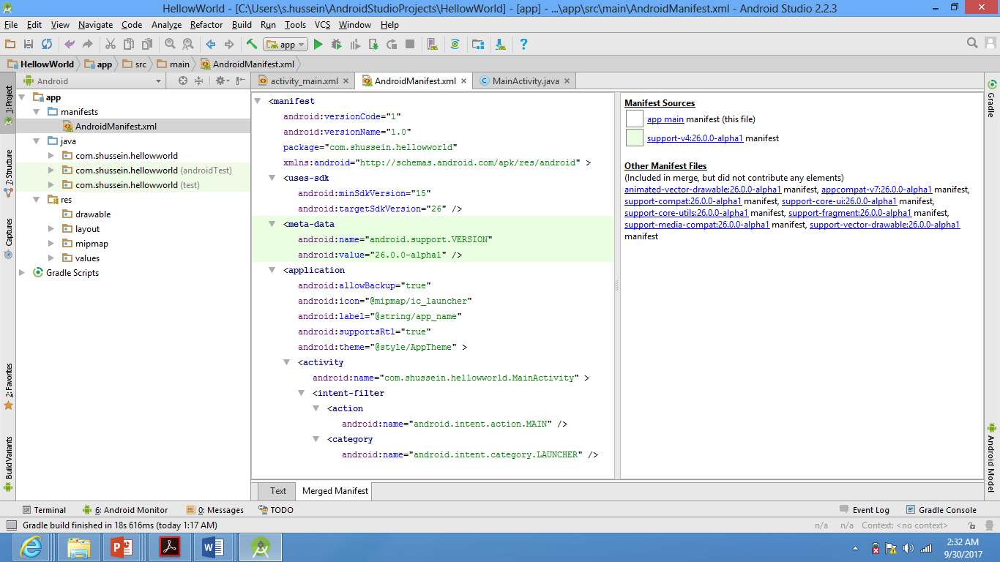 HellowWorld - [C:\Users\s.hussein\AndroidStudioProjects\HellowWorld] - [app] - ...\app\src\main\AndroidManifest.xml - Android Studio 2.2.3
File Edit View Navigate Code Analyze Refactor Build Run Tools VCS Window Help
app
HellowWorld app src main AndroidManifest.xml
Android
activity_main.xml AndroidManifest.xml MainActivity.java
1: Project
7: Structure
Captures
2: Favorites
Build Variants
app
manifests
AndroidManifest.xml
java
com.shussein.hellowworld
com.shussein.hellowworld (androidTest)
com.shussein.hellowworld (test)
res
drawable
layout
mipmap
values
Gradle Scripts
<manifest
android:versionCode="1"
android:versionName="1.0"
package="com.shussein.hellowworld"
xmlns:android="http://schemas.android.com/apk/res/android" >
<uses-sdk
android:minSdkVersion="15"
android:targetSdkVersion="26" />
<meta-data
android:name="android.support.VERSION"
android:value="26.0.0-alpha1" />
<application
android:allowBackup="true"
android:icon="@mipmap/ic_launcher"
android:label="@string/app_name"
android:supportsRtl="true"
android:theme="@style/AppTheme" >
<activity
android:name="com.shussein.hellowworld.MainActivity" >
<intent-filter
<action
android:name="android.intent.action.MAIN" />
<category
android:name="android.intent.category.LAUNCHER" />
Text Merged Manifest
Manifest Sources
app main manifest (this file)
support-v4:26.0.0-alpha1 manifest
Other Manifest Files
(Included in merge, but did not contribute any elements)
animated-vector-drawable:26.0.0-alpha1 manifest, appcompat-v7:26.0.0-alpha1 manifest,
support-compat:26.0.0-alpha1 manifest, support-core-ui:26.0.0-alpha1 manifest,
support-core-utils:26.0.0-alpha1 manifest, support-fragment:26.0.0-alpha1 manifest,
support-media-compat:26.0.0-alpha1 manifest, support-vector-drawable:26.0.0-alpha1
manifest
Gradle
Android Model
Terminal 6: Android Monitor 0: Messages TODO Event Log Gradle Console
Gradle build finished in 18s 616ms (today 1:17 AM) n/a n/a Context: <no context>
2:32 AM
9/30/2017